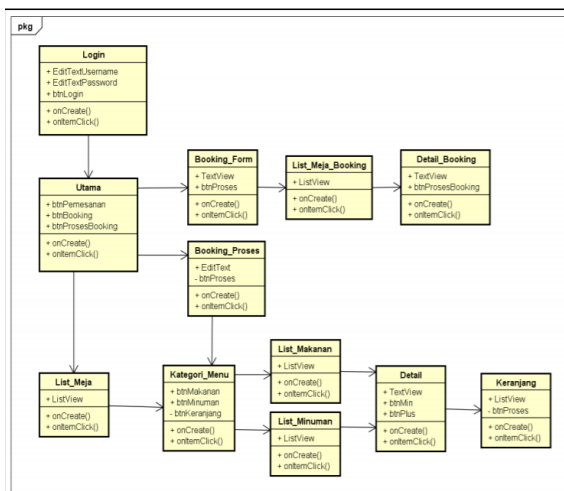 pkg
Login
+ EditTextUsername
+ EditTextPassword
+ btnLogin
+ onCreate()
+ onItemClick()
Utama
+ btnPemesanan
+ btnBooking
+ btnProsesBooking
+ onCreate()
+ onItemClick()
Booking_Form
+ TextView
+ btnProses
+ onCreate()
+ onItemClick()
List_Meja_Booking
+ ListView
+ onCreate()
+ onItemClick()
Detail_Booking
+ TextView
+ btnProsesBooking
+ onCreate()
+ onItemClick()
Booking_Proses
+ EditText
- btnProses
+ onCreate()
+ onItemClick()
List_Meja
+ ListView
+ onCreate()
+ onItemClick()
Kategori_Menu
+ btnMakanan
+ btnMinuman
- btnKeranjang
+ onCreate()
+ onItemClick()
List_Makanan
+ ListView
+ onCreate()
+ onItemClick()
List_Minuman
+ ListView
+ onCreate()
+ onItemClick()
Detail
+ TextView
+ btnMin
+ btnPlus
+ onCreate()
+ onItemClick()
Keranjang
+ ListView
- btnProses
+ onCreate()
+ onItemClick()